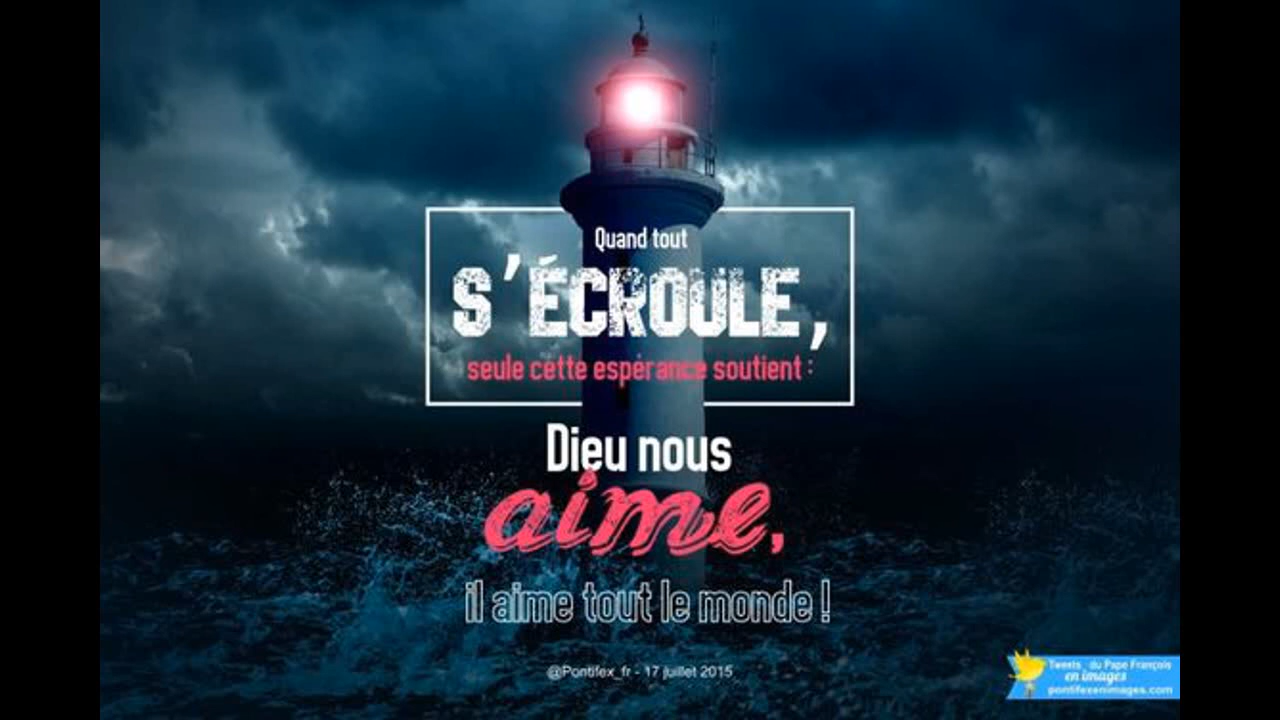 Quand tout
S'ÉCROULE,
seule cette espérance soutient :
Dieu nous
aime,
il aime tout le monde !
@Pontifex_fr - 17 juillet 2015
Tweets du Pape François
en images
pontifexenimages.com